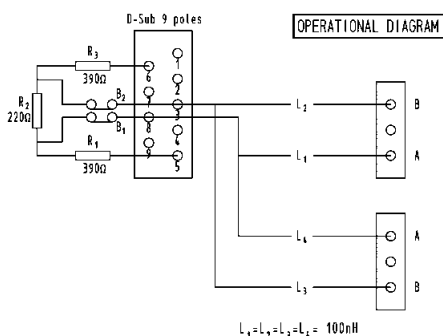 D-Sub 9 poles
OPERATIONAL DIAGRAM
R3
390Ω
R2
220Ω
B2
B1
R1
390Ω
1
6
2
7
3
8
4
9
5
L2
B
L1
A
L4
A
L3
B
L1=L2=L3=L4= 100nH